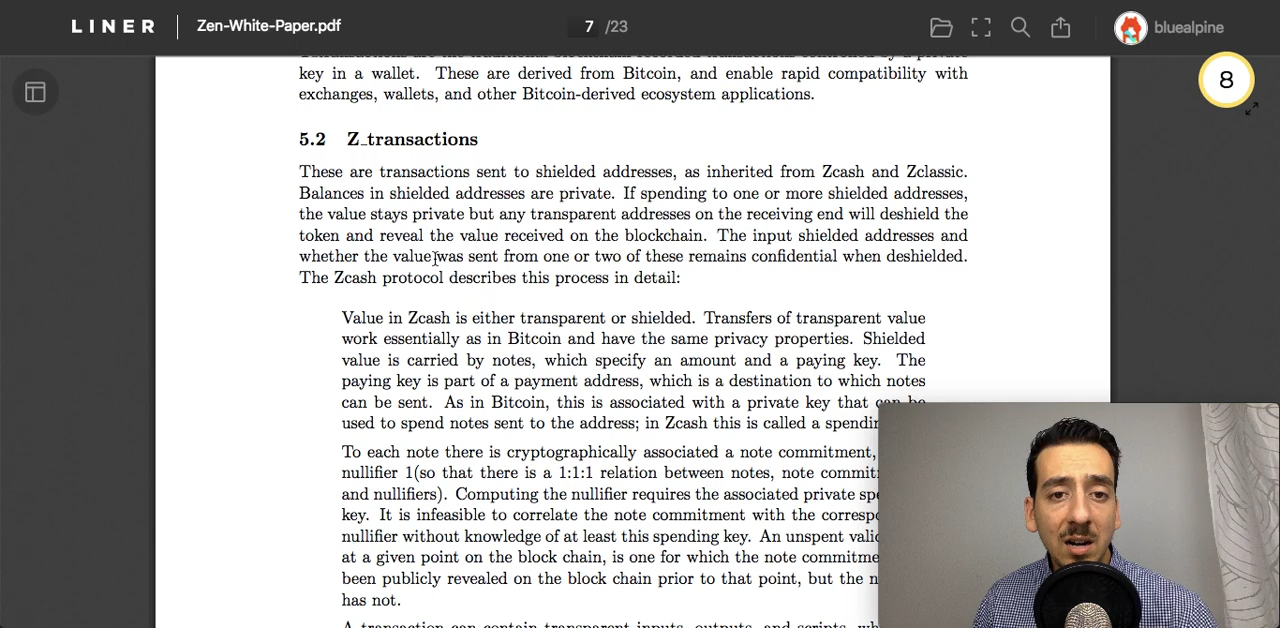 LINER
Zen-White-Paper.pdf
7 /23
bluealpine
8
key in a wallet. These are derived from Bitcoin, and enable rapid compatibility with
exchanges, wallets, and other Bitcoin-derived ecosystem applications.
5.2 Z_transactions
These are transactions sent to shielded addresses, as inherited from Zcash and Zclassic.
Balances in shielded addresses are private. If spending to one or more shielded addresses,
the value stays private but any transparent addresses on the receiving end will deshield the
token and reveal the value received on the blockchain. The input shielded addresses and
whether the value was sent from one or two of these remains confidential when deshielded.
The Zcash protocol describes this process in detail:
Value in Zcash is either transparent or shielded. Transfers of transparent value
work essentially as in Bitcoin and have the same privacy properties. Shielded
value is carried by notes, which specify an amount and a paying key. The
paying key is part of a payment address, which is a destination to which notes
can be sent. As in Bitcoin, this is associated with a private key that can be
used to spend notes sent to the address; in Zcash this is called a
To each note there is cryptographically associated a note commitment,
nullifier 1(so that there is a 1:1:1 relation between notes, note
and nullifiers). Computing the nullifier requires the associated private
key. It is infeasible to correlate the note commitment with the
nullifier without knowledge of at least this spending key. An unspent
at a given point on the block chain, is one for which the note
been publicly revealed on the block chain prior to that point, but the
has not.
A transaction can contain transparent inputs, outputs, and scripts,